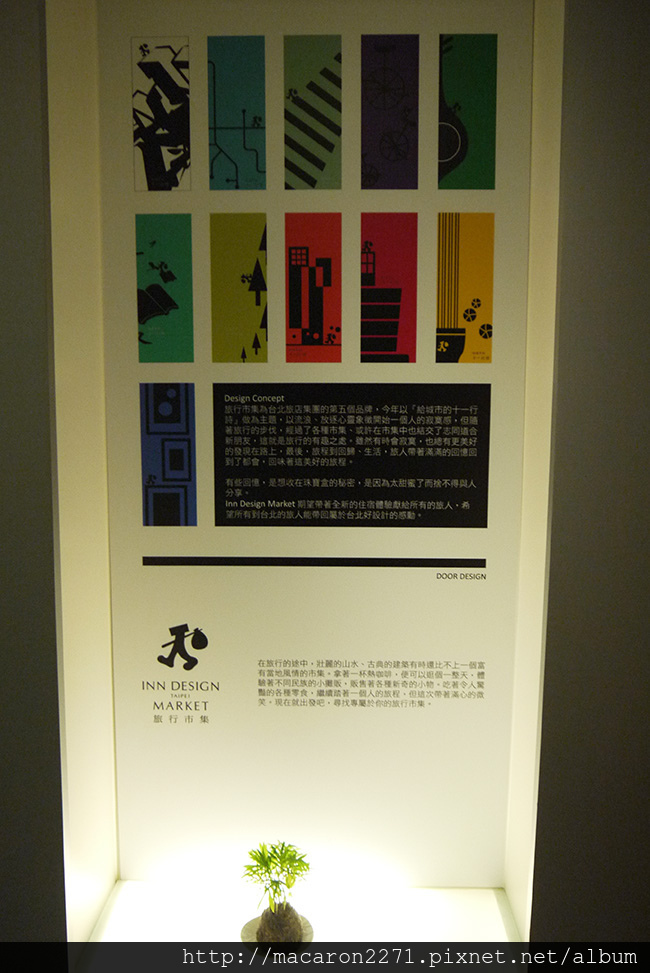 Design Concept
旅行市集為台北旅店集團的第五個品牌，今年以「給城市的十一行
詩」做為主題，以流浪、放逐心靈象徵開始一個人的寂寞感，但隨
著旅行的步伐，經過了各種市集、或許在市集中也結交了志同道合
新朋友，這就是旅行的有趣之處，雖然有時會寂寞，也總有更美好
的發現在路上，最後，旅程到回歸、生活，旅人帶著滿滿的回憶回
到了都會，回味著這美好的旅程。
有些回憶，是想收在珠寶盒的秘密，是因為太甜蜜了而捨不得與人
分享。
Inn Design Market 期望帶著全新的住宿體驗獻給所有的旅人，希
望所有到台北的旅人能帶回屬於台北好設計的感動。
DOOR DESIGN
INN DESIGN
TAIPEI
MARKET
旅行市集
在旅行的途中，壯麗的山水、古典的建築有時還比不上一個富
有當地風情的市集。拿著一杯熱咖啡，便可以逛個一整天，體
驗著不同民族的小攤販，販售著各種新奇的小物，吃著令人驚
豔的各種零食，繼續踏著一個人的旅程，但這次帶著滿心的微
笑，現在就出發吧，尋找專屬於你的旅行市集。
http://macaron2271.pixnet.net/album